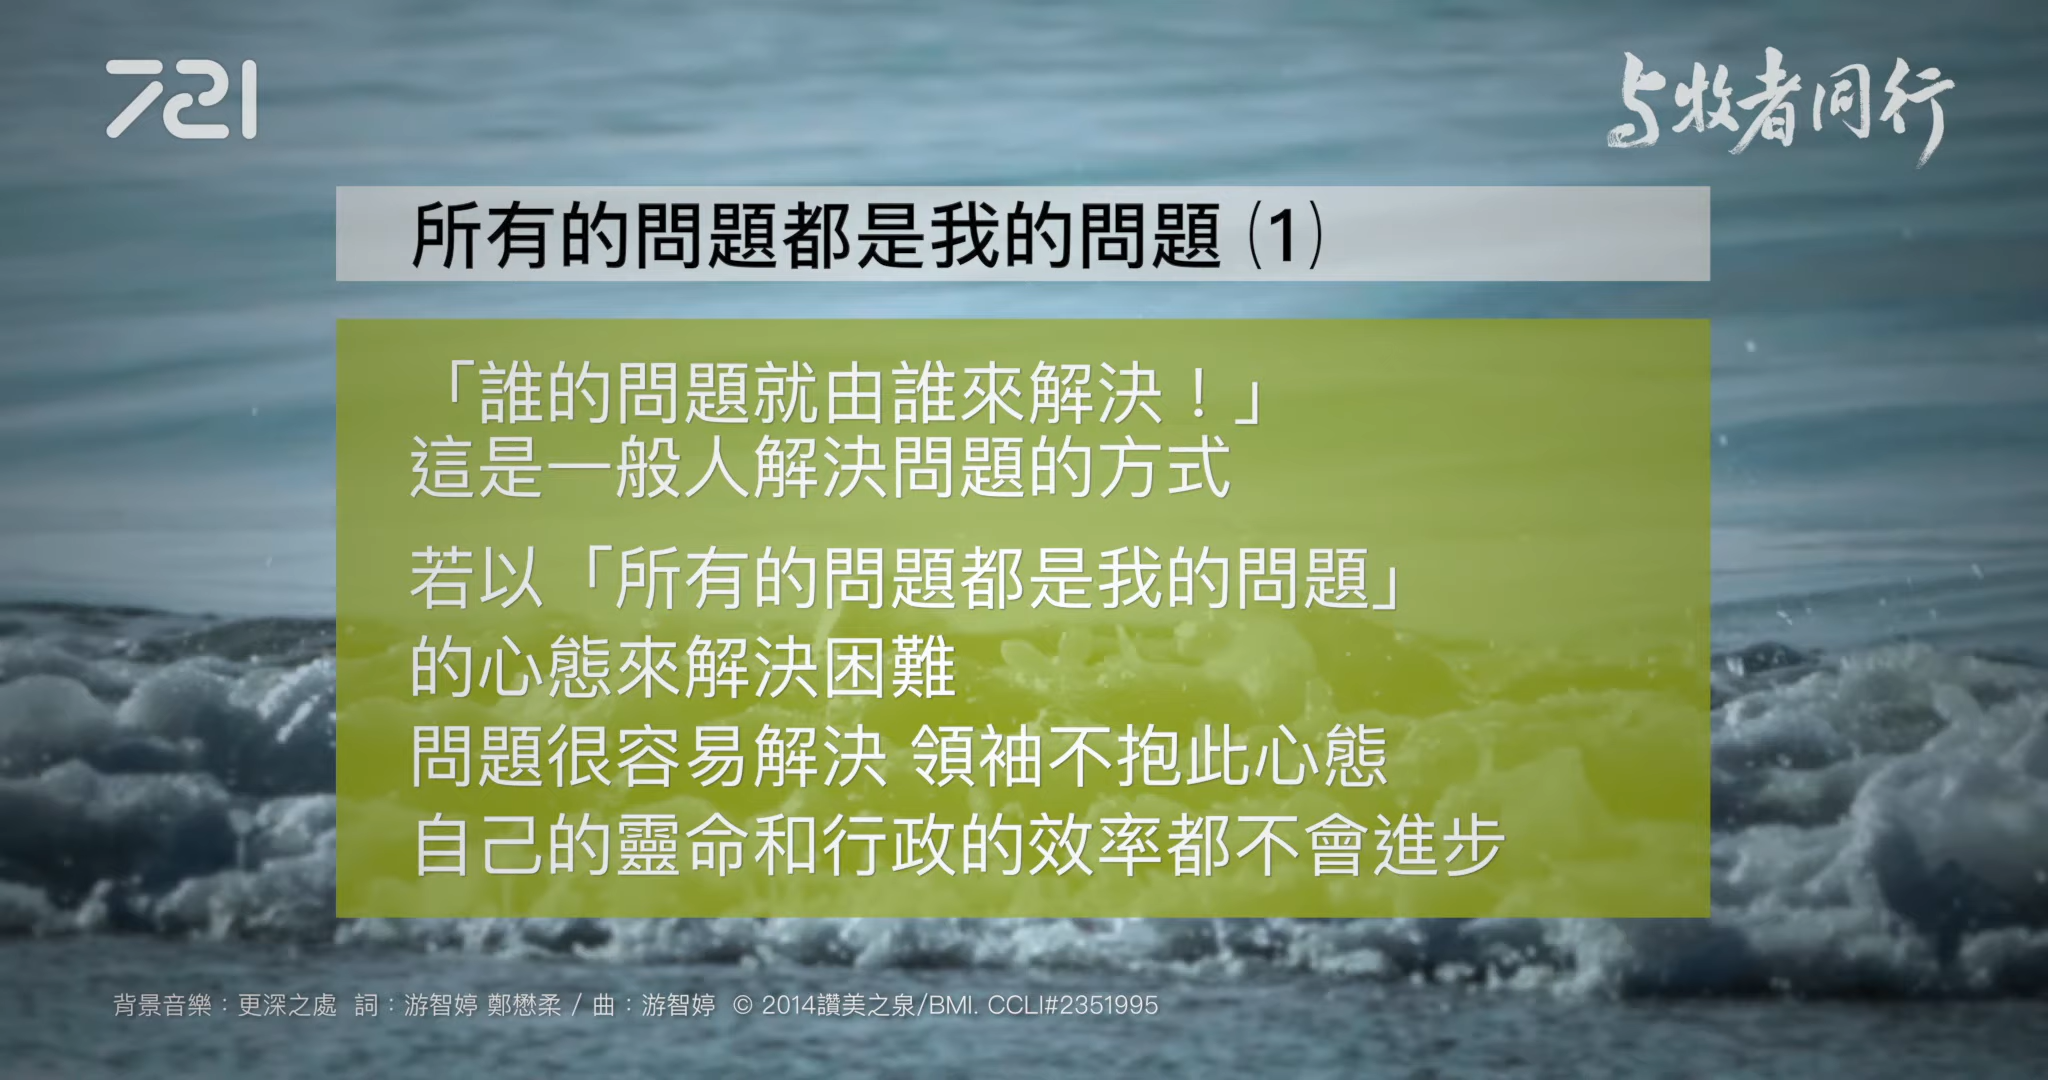 721
与牧者同行
所有的問題都是我的問題 (1)
「誰的問題就由誰來解決！」
這是一般人解決問題的方式
若以「所有的問題都是我的問題」
的心態來解決困難
問題很容易解決 領袖不抱此心態
自己的靈命和行政的效率都不會進步
背景音樂：更深之處 詞：游智婷 鄭懋柔 / 曲：游智婷 © 2014讚美之泉/BMI. CCLI#2351995